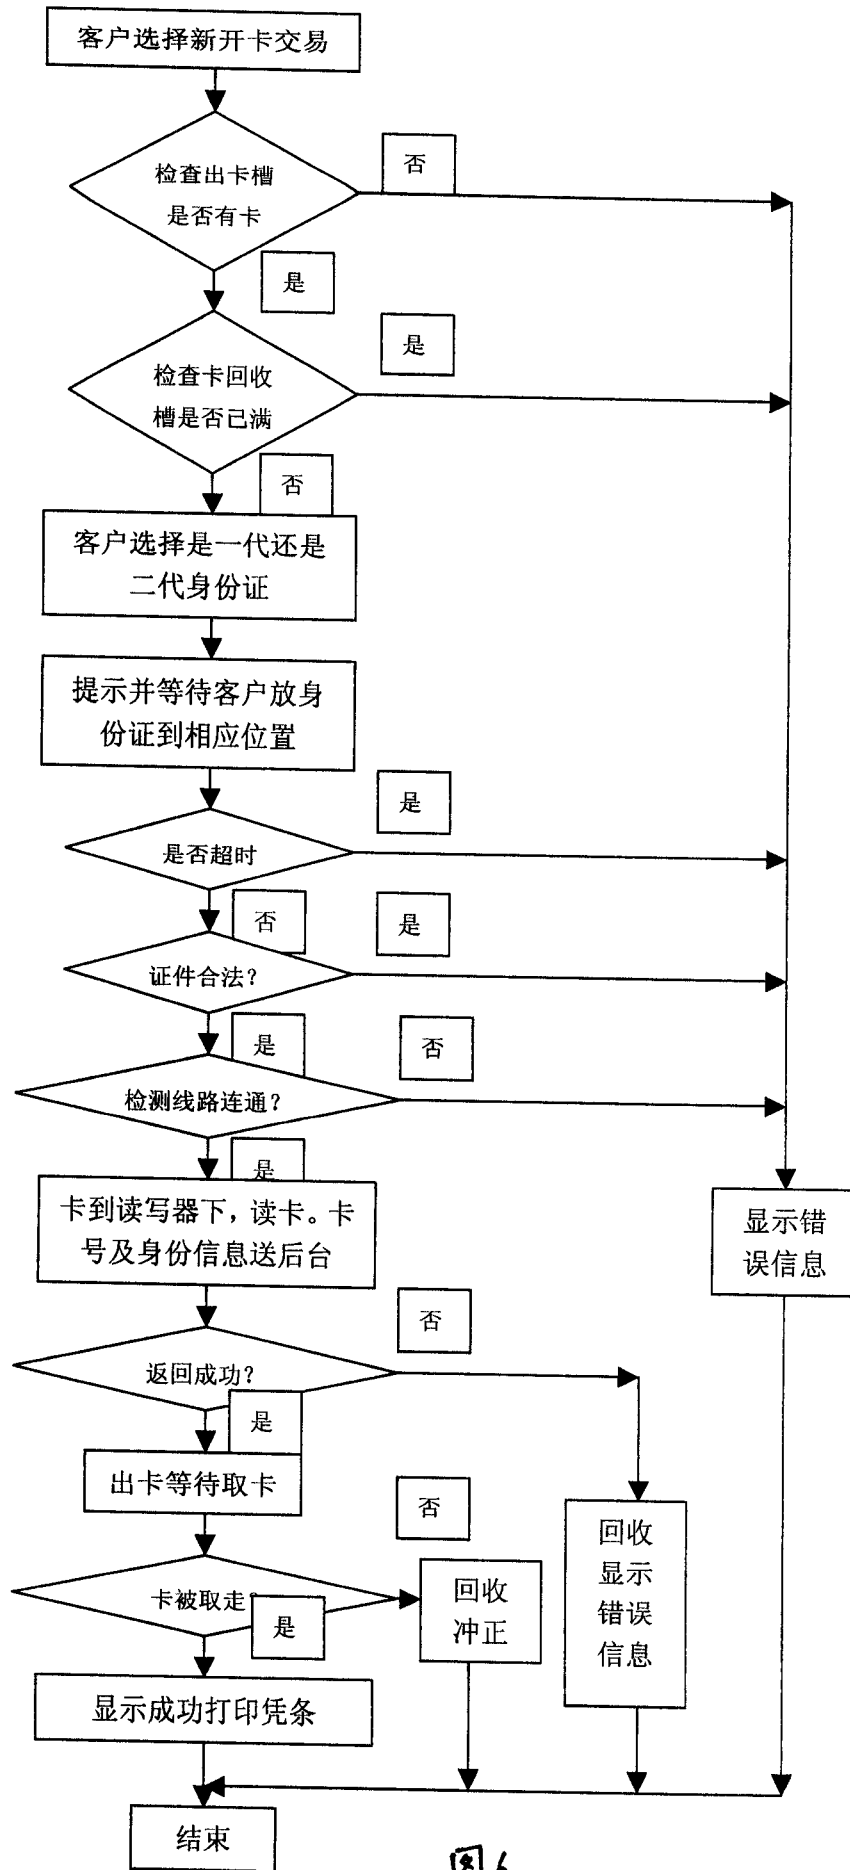 客户选择新开卡交易
检查出卡槽
是否有卡
否
是
检查卡回收
槽是否已满
是
否
客户选择是一代还是
二代身份证
提示并等待客户放身
份证到相应位置
是否超时
是
否
证件合法?
是
是
检测线路连通?
否
是
卡到读写器下，读卡。卡
号及身份信息送后台
显示错
误信息
返回成功?
否
是
出卡等待取卡
卡被取走?
否
是
回收
冲正
回收
显示
错误
信息
显示成功打印凭条
结束
图6